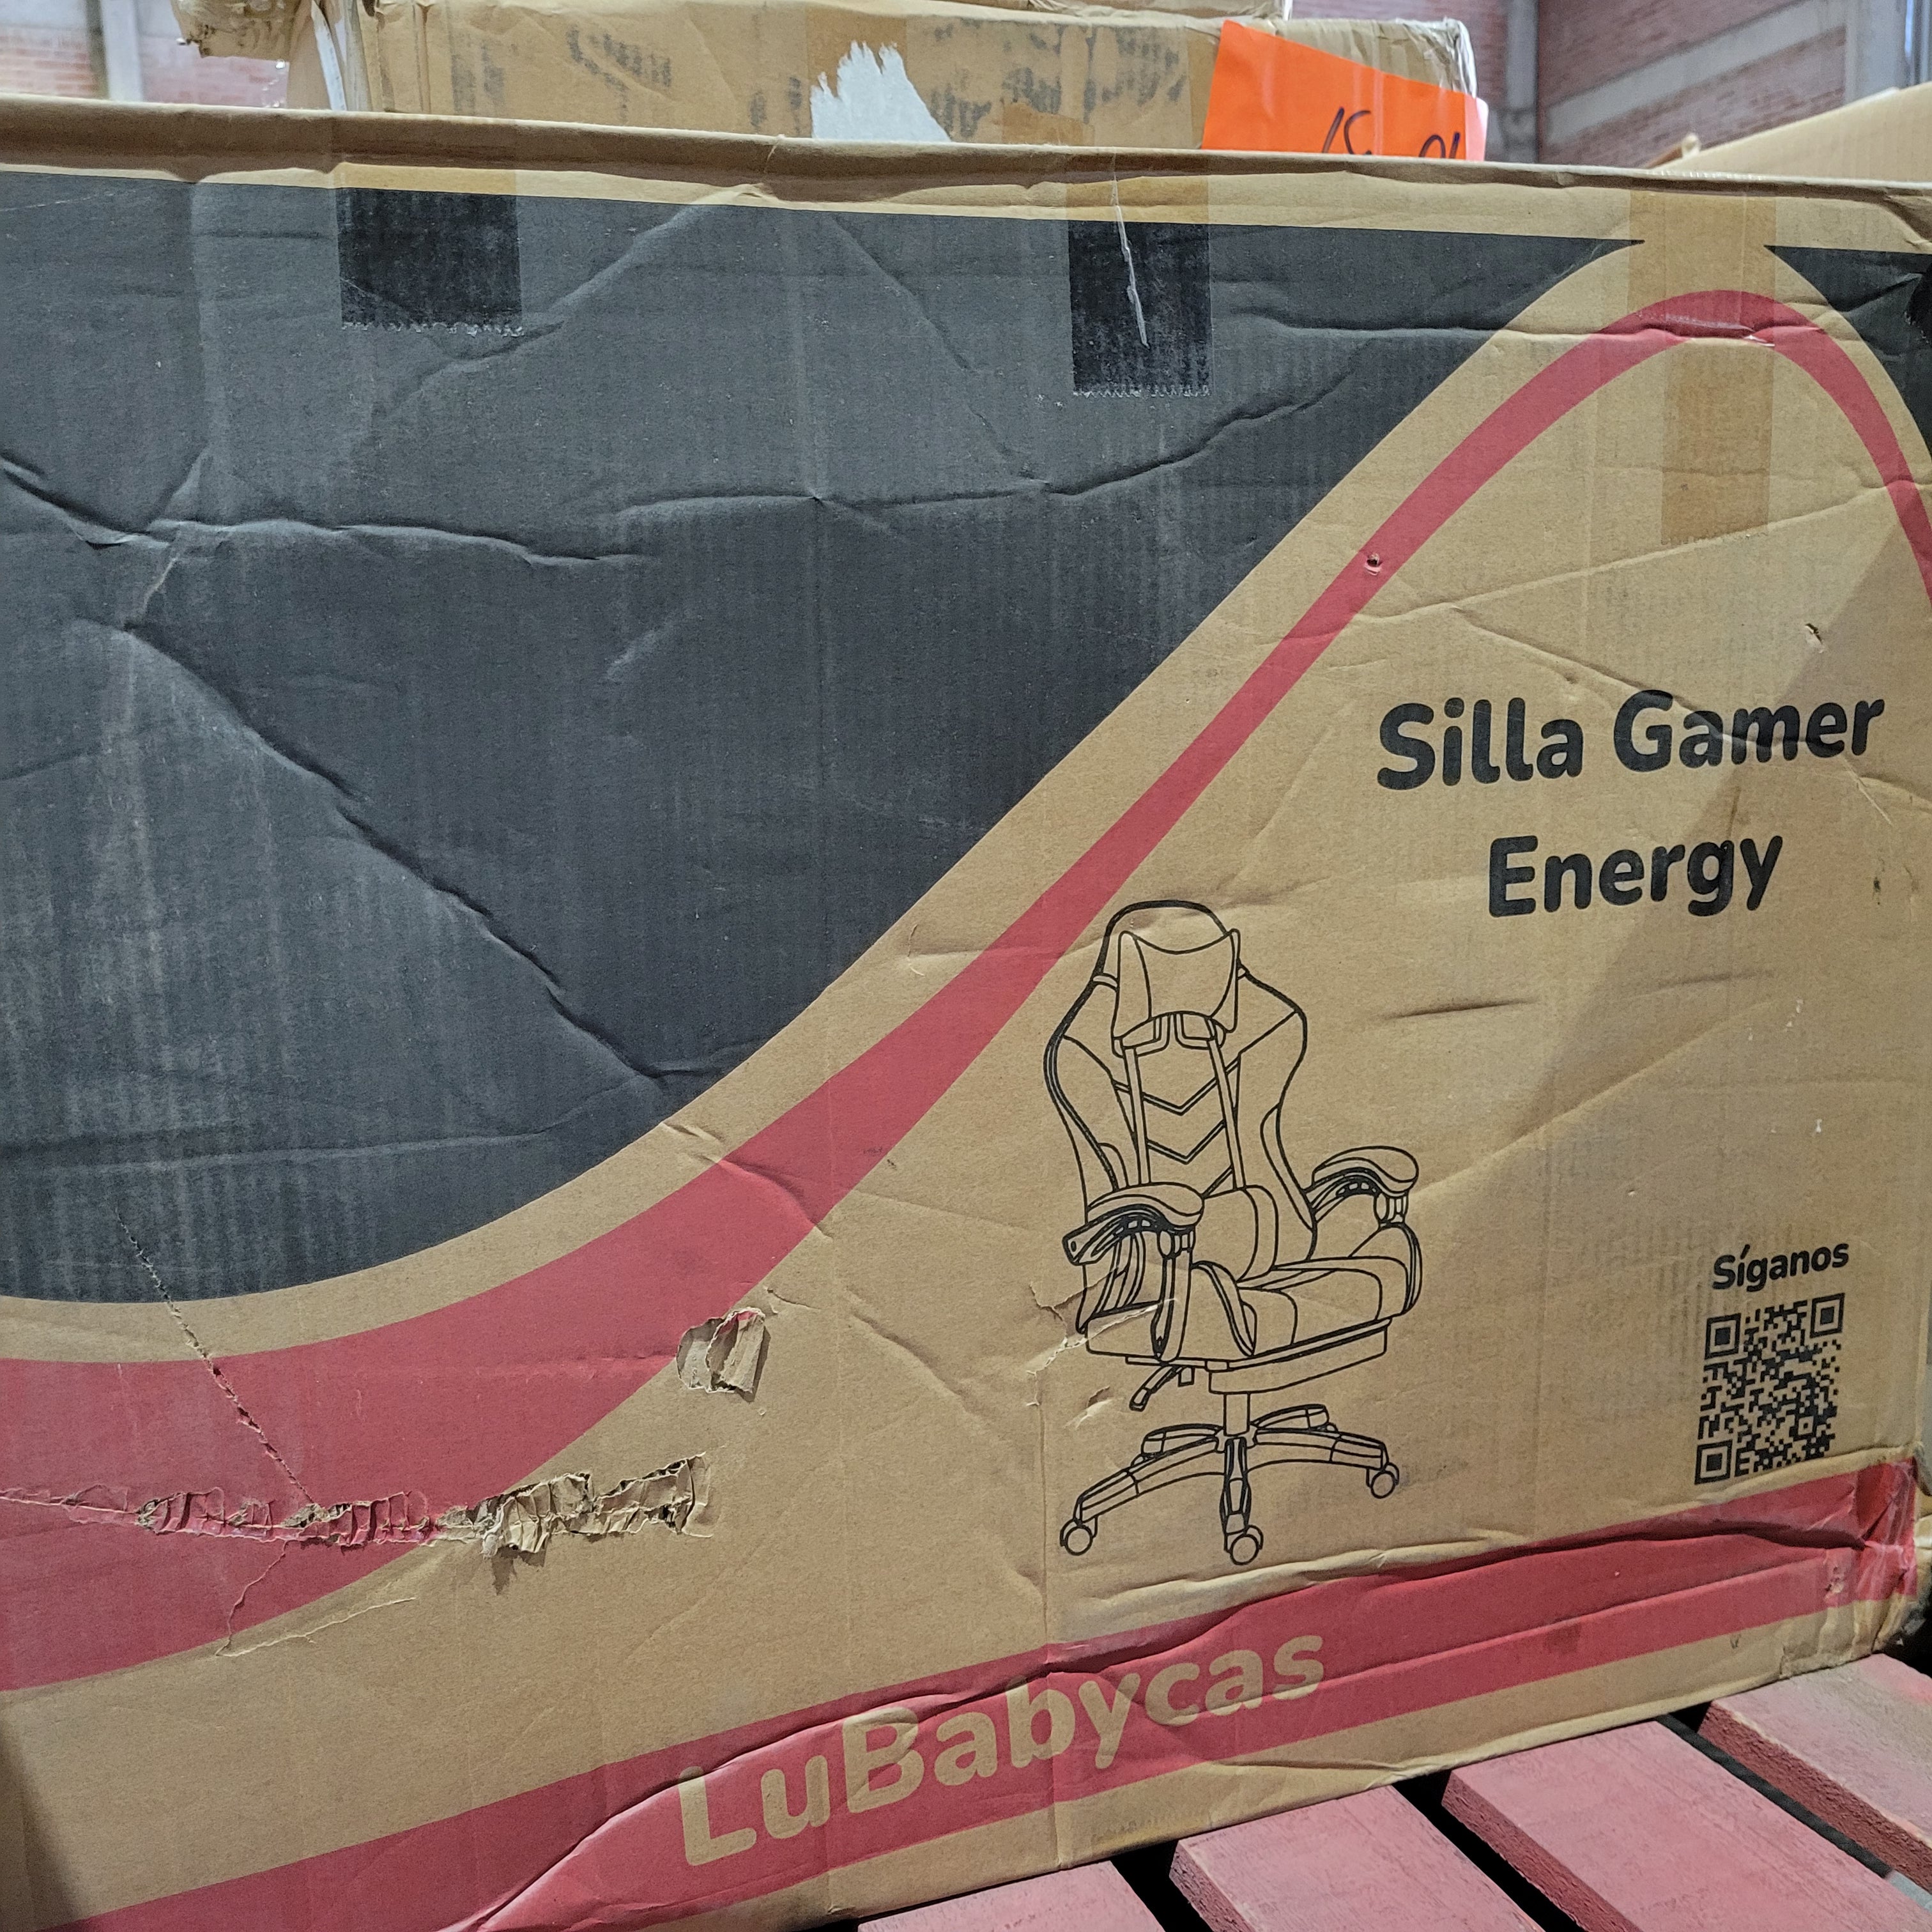 Silla Gamer
Energy
Síganos
LuBabycas